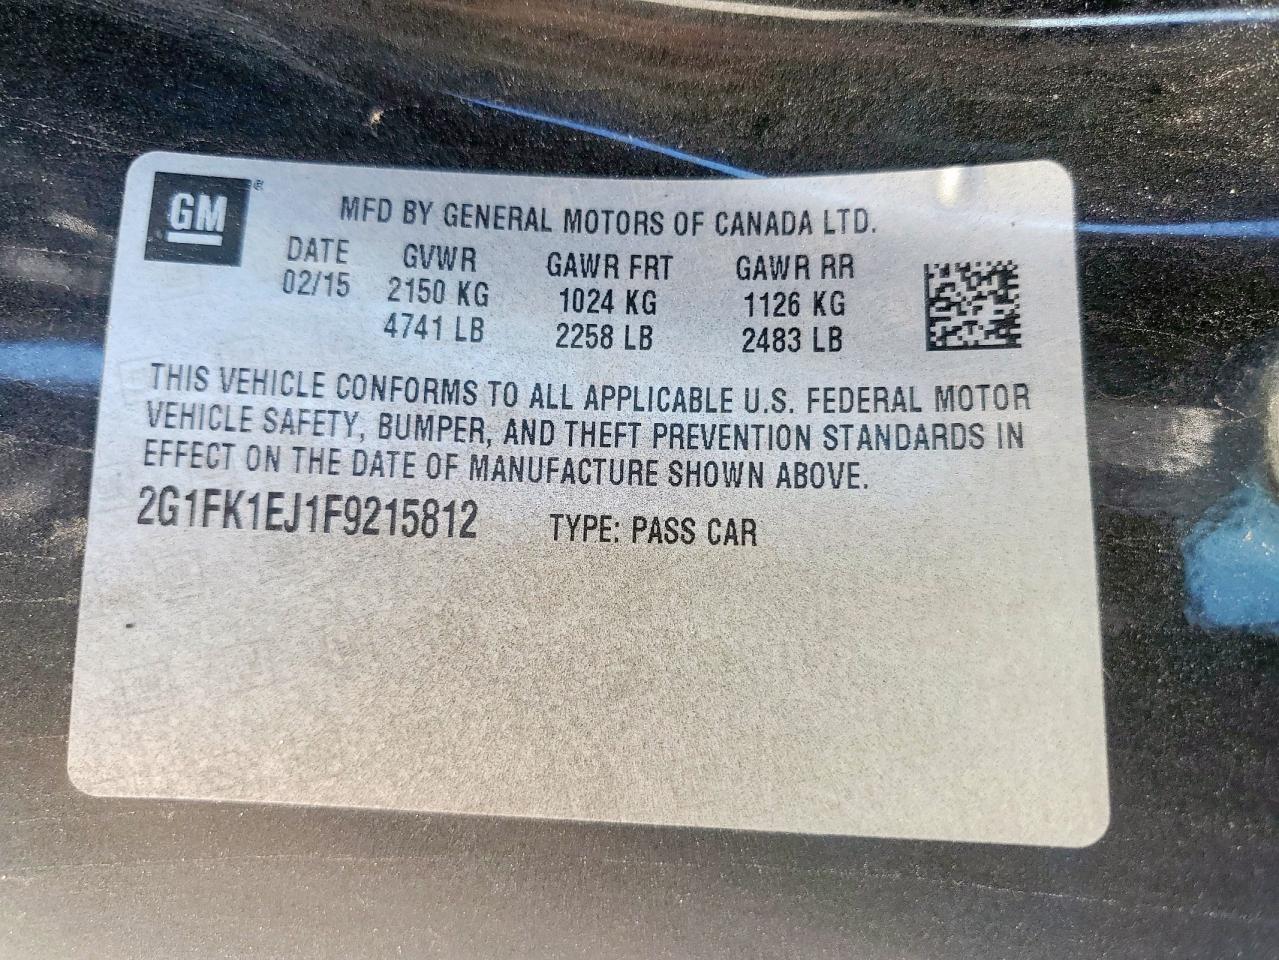 GM®
MFD BY GENERAL MOTORS OF CANADA LTD.
DATE GVWR GAWR FRT GAWR RR
02/15 2150 KG 1024 KG 1126 KG
4741 LB 2258 LB 2483 LB
THIS VEHICLE CONFORMS TO ALL APPLICABLE U.S. FEDERAL MOTOR
VEHICLE SAFETY, BUMPER, AND THEFT PREVENTION STANDARDS IN
EFFECT ON THE DATE OF MANUFACTURE SHOWN ABOVE.
2G1FK1EJ1F9215812 TYPE: PASS CAR